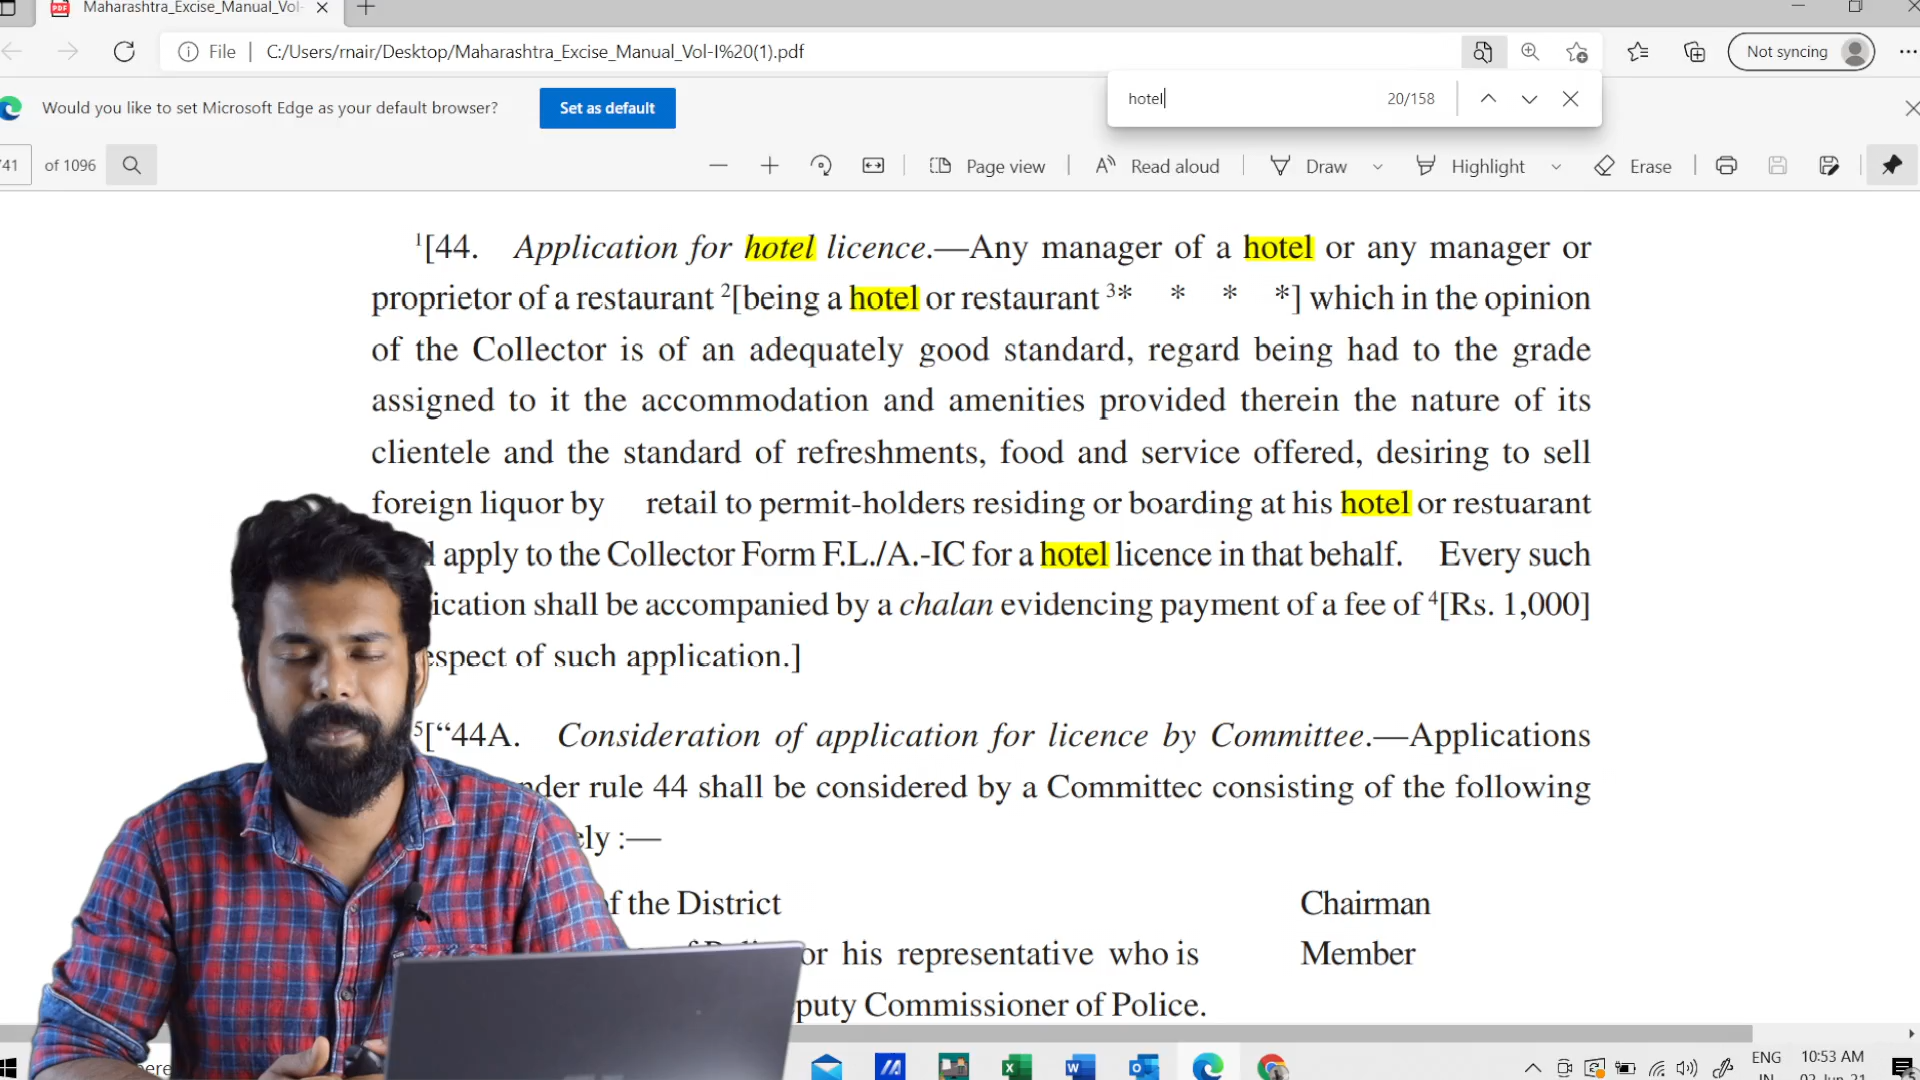 Maharashtra_Excise_Manual_Vol-
File C:/Users/rnair/Desktop/Maharashtra_Excise_Manual_Vol-I%20(1).pdf
Not syncing
hotel 20/158
Would you like to set Microsoft Edge as your default browser? Set as default
41 of 1096
Page view Read aloud Draw Highlight Erase
1[44. Application for hotel licence.—Any manager of a hotel or any manager or
proprietor of a restaurant 2[being a hotel or restaurant 3* * * *] which in the opinion
of the Collector is of an adequately good standard, regard being had to the grade
assigned to it the accommodation and amenities provided therein the nature of its
clientele and the standard of refreshments, food and service offered, desiring to sell
foreign liquor by retail to permit-holders residing or boarding at his hotel or restuarant
apply to the Collector Form F.L./A.-IC for a hotel licence in that behalf. Every such
ication shall be accompanied by a chalan evidencing payment of a fee of 4[Rs. 1,000]
espect of such application.]
5[“44A. Consideration of application for licence by Committee.—Applications
nder rule 44 shall be considered by a Committec consisting of the following
ely :—
of the District Chairman
or his representative who is Member
puty Commissioner of Police.
ENG
IN
10:53 AM